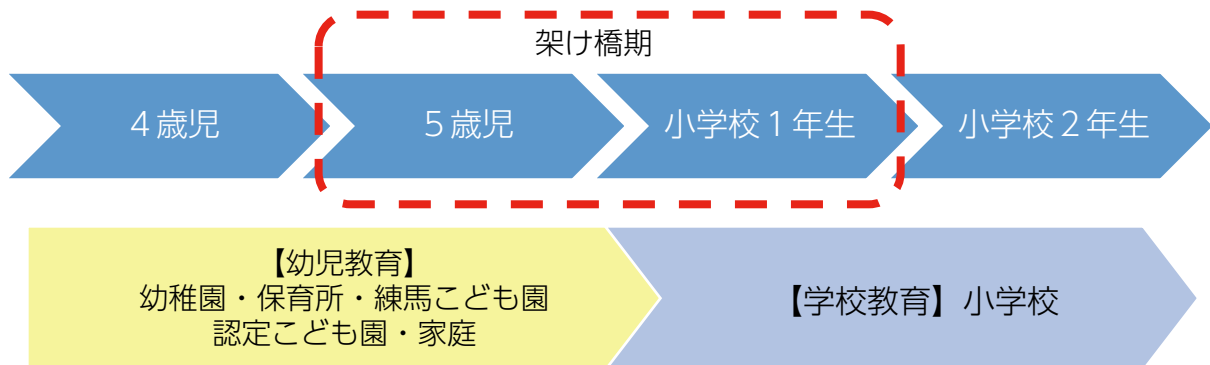 架け橋期
４歳児
５歳児
小学校１年生
小学校２年生
【幼児教育】
幼稚園・保育所・練馬こども園
認定こども園・家庭
【学校教育】小学校